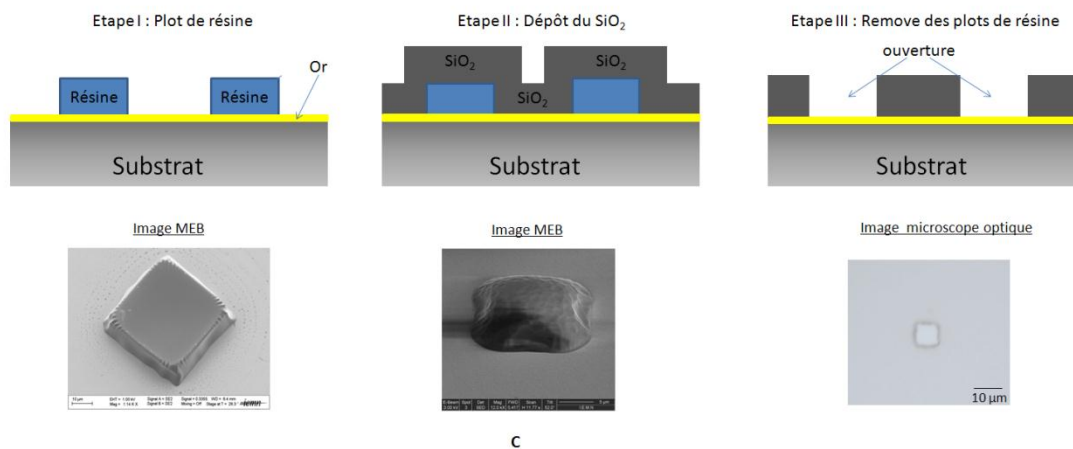 Etape I : Plot de résine
Etape II : Dépôt du SiO2
Etape III : Remove des plots de résine
Or
ouverture
Résine
Résine
SiO2
SiO2
SiO2
Substrat
Substrat
Substrat
Image MEB
Image MEB
Image microscope optique
10 µm
C